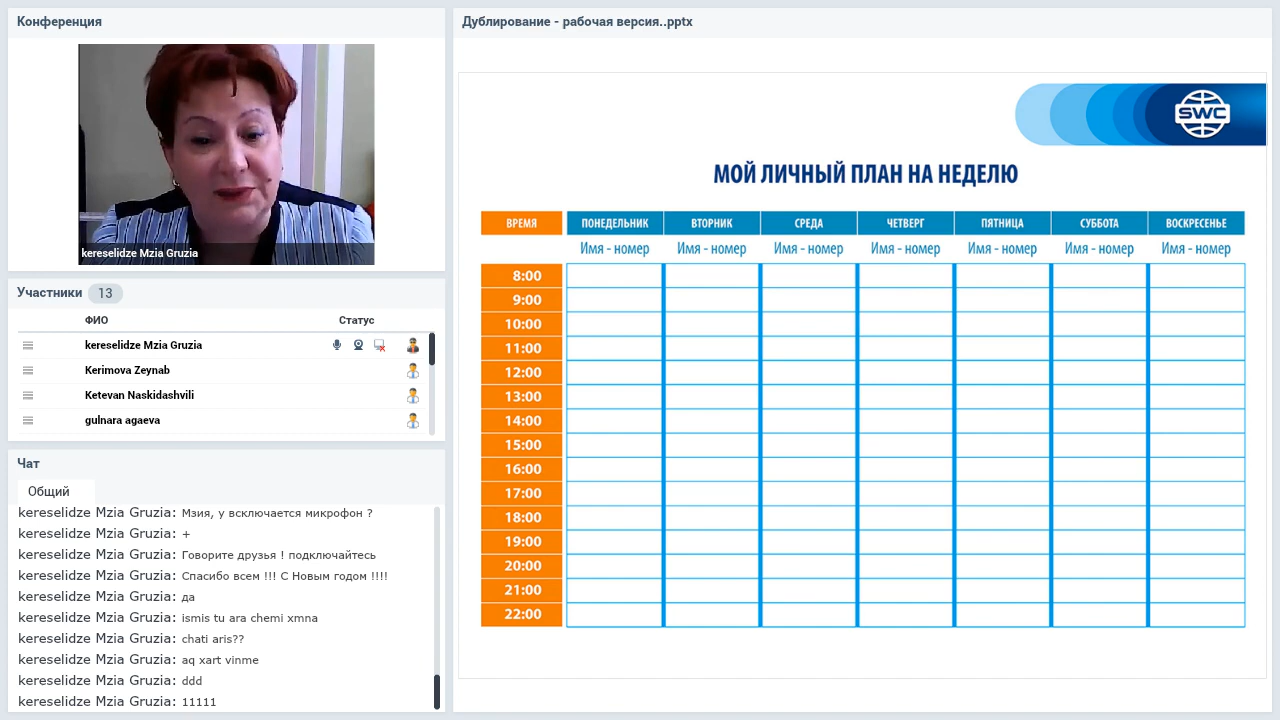 Конференция
kereselidze Mzia Gruzia
Участники 13
ФИО Статус
kereselidze Mzia Gruzia
Kerimova Zeynab
Ketevan Naskidashvili
gulnara agaeva
Чат
Общий
kereselidze Mzia Gruzia: Мзия, у всключается микрофон ?
kereselidze Mzia Gruzia: +
kereselidze Mzia Gruzia: Говорите друзья ! подключайтесь
kereselidze Mzia Gruzia: Спасибо всем !!! С Новым годом !!!!
kereselidze Mzia Gruzia: да
kereselidze Mzia Gruzia: ismis tu ara chemi xmna
kereselidze Mzia Gruzia: chati aris??
kereselidze Mzia Gruzia: aq xart vinme
kereselidze Mzia Gruzia: ddd
kereselidze Mzia Gruzia: 11111
Дублирование - рабочая версия..pptx
SWC
МОЙ ЛИЧНЫЙ ПЛАН НА НЕДЕЛЮ
ВРЕМЯ ПОНЕДЕЛЬНИК ВТОРНИК СРЕДА ЧЕТВЕРГ ПЯТНИЦА СУББОТА ВОСКРЕСЕНЬЕ
Имя - номер Имя - номер Имя - номер Имя - номер Имя - номер Имя - номер Имя - номер
8:00
9:00
10:00
11:00
12:00
13:00
14:00
15:00
16:00
17:00
18:00
19:00
20:00
21:00
22:00